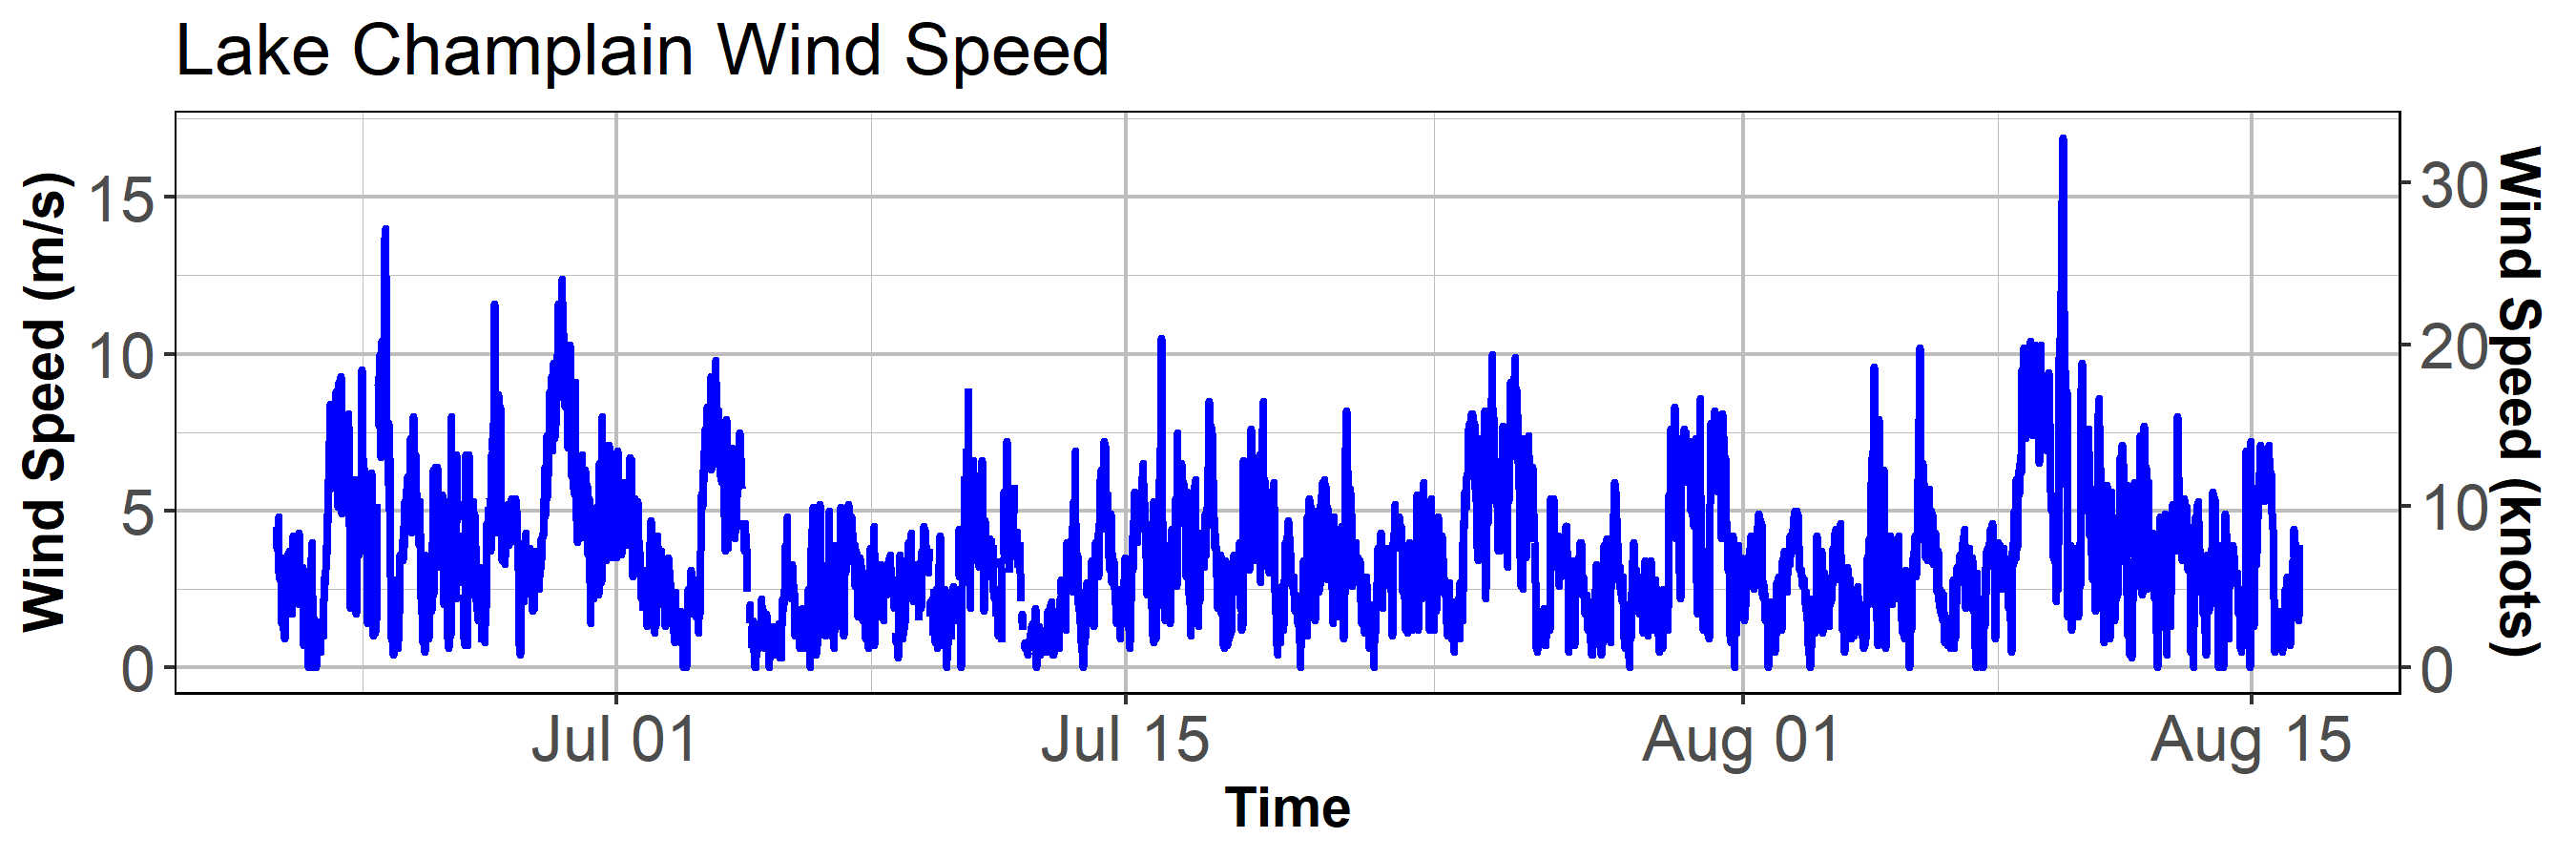 Lake Champlain Wind Speed
Wind Speed (m/s)
15
10
5
0
30
20
10
0
Wind Speed (knots)
Jul 01
Jul 15
Aug 01
Aug 15
Time